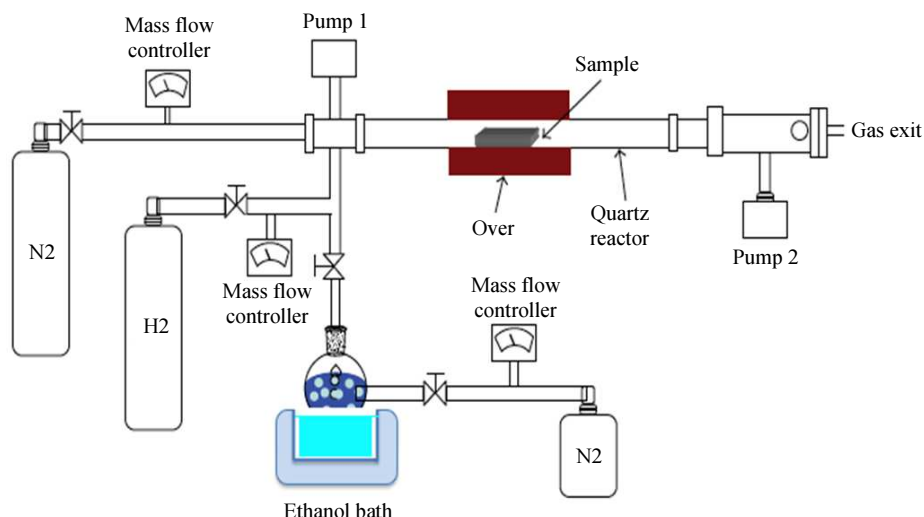 Pump 1
Mass flow
controller
Sample
Gas exit
N2
H2
Mass flow
controller
Over
Quartz
reactor
Pump 2
Mass flow
controller
N2
Ethanol bath